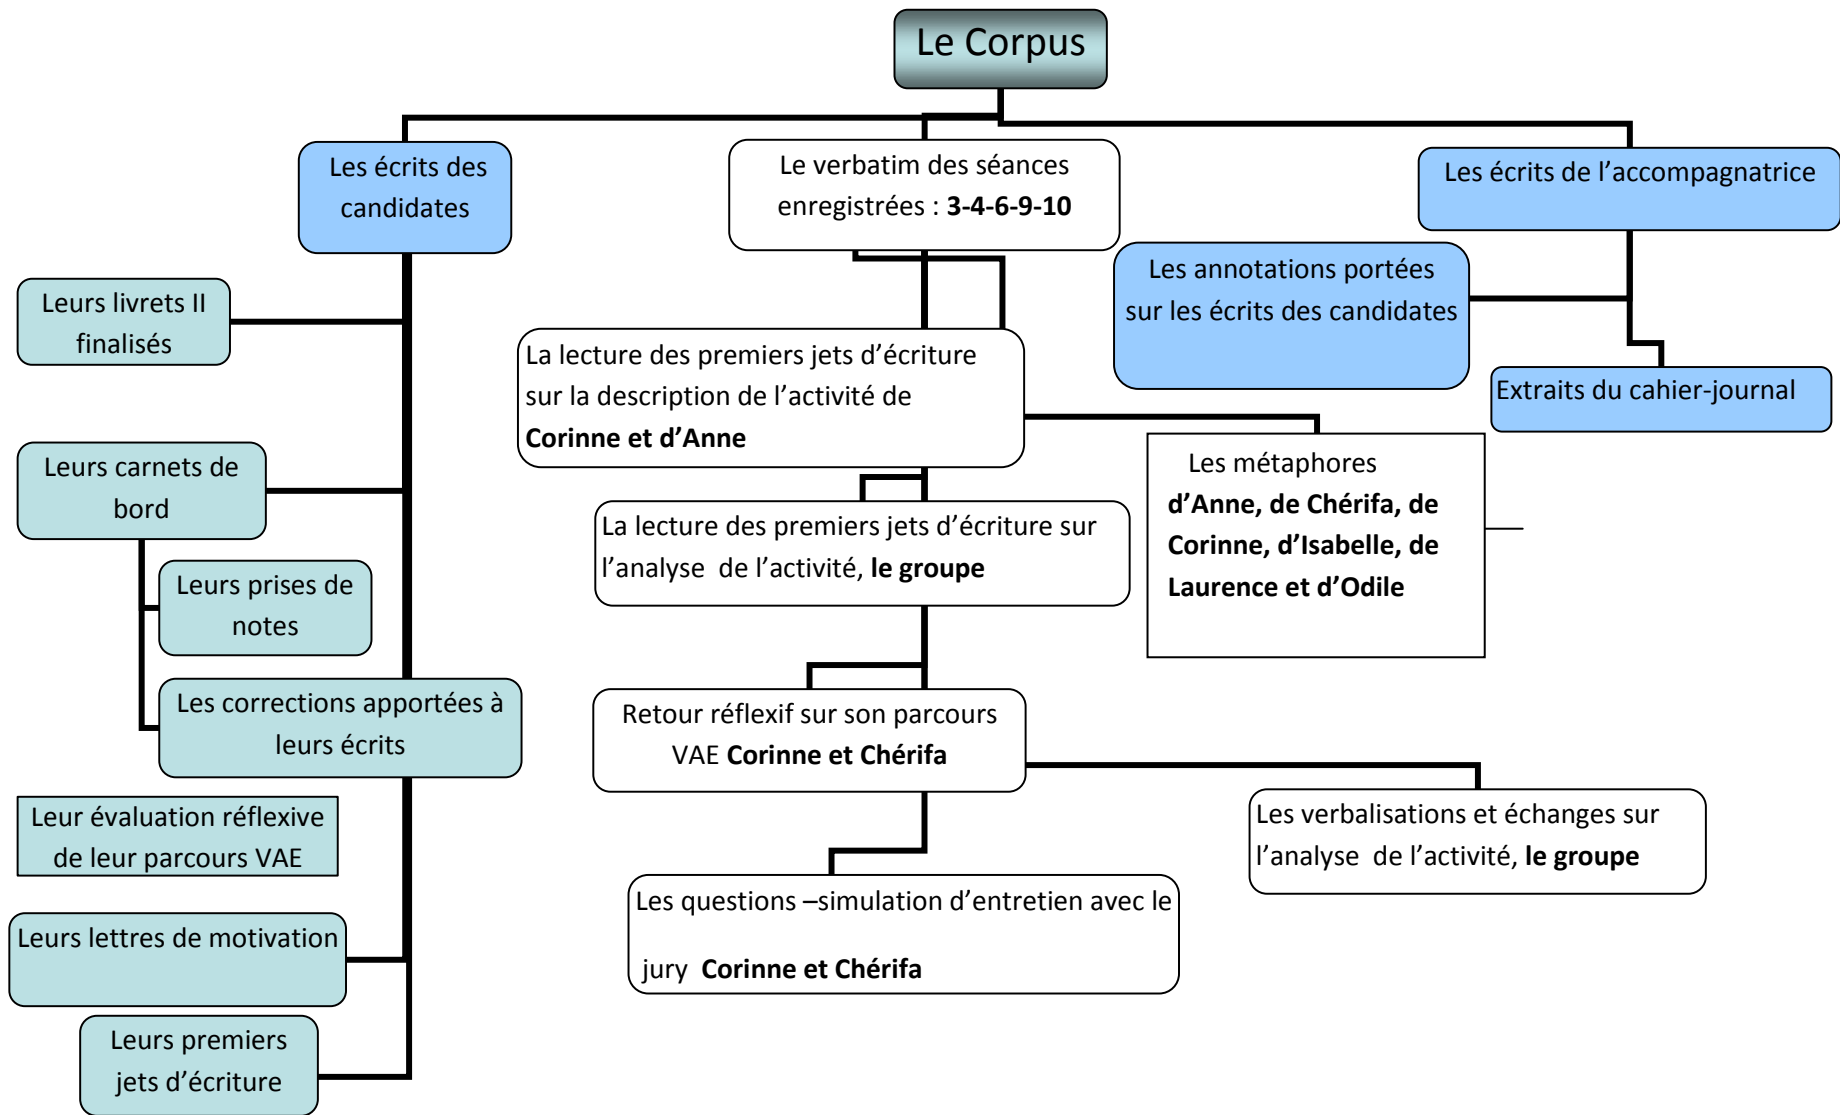 Le Corpus
Les écrits des
candidates
Leurs livrets II
finalisés
Leurs carnets de
bord
Leurs prises de
notes
Les corrections apportées à
leurs écrits
Leur évaluation réflexive
de leur parcours VAE
Leurs lettres de motivation
Leurs premiers
jets d’écriture
Le verbatim des séances
enregistrées : 3-4-6-9-10
La lecture des premiers jets d’écriture
sur la description de l’activité de
Corinne et d’Anne
Les métaphores
d’Anne, de Chérifa, de
Corinne, d’Isabelle, de
Laurence et d’Odile
La lecture des premiers jets d’écriture sur
l’analyse de l’activité, le groupe
Retour réflexif sur son parcours
VAE Corinne et Chérifa
Les verbalisations et échanges sur
l’analyse de l’activité, le groupe
Les questions –simulation d’entretien avec le
jury Corinne et Chérifa
Les écrits de l’accompagnatrice
Les annotations portées
sur les écrits des candidates
Extraits du cahier-journal